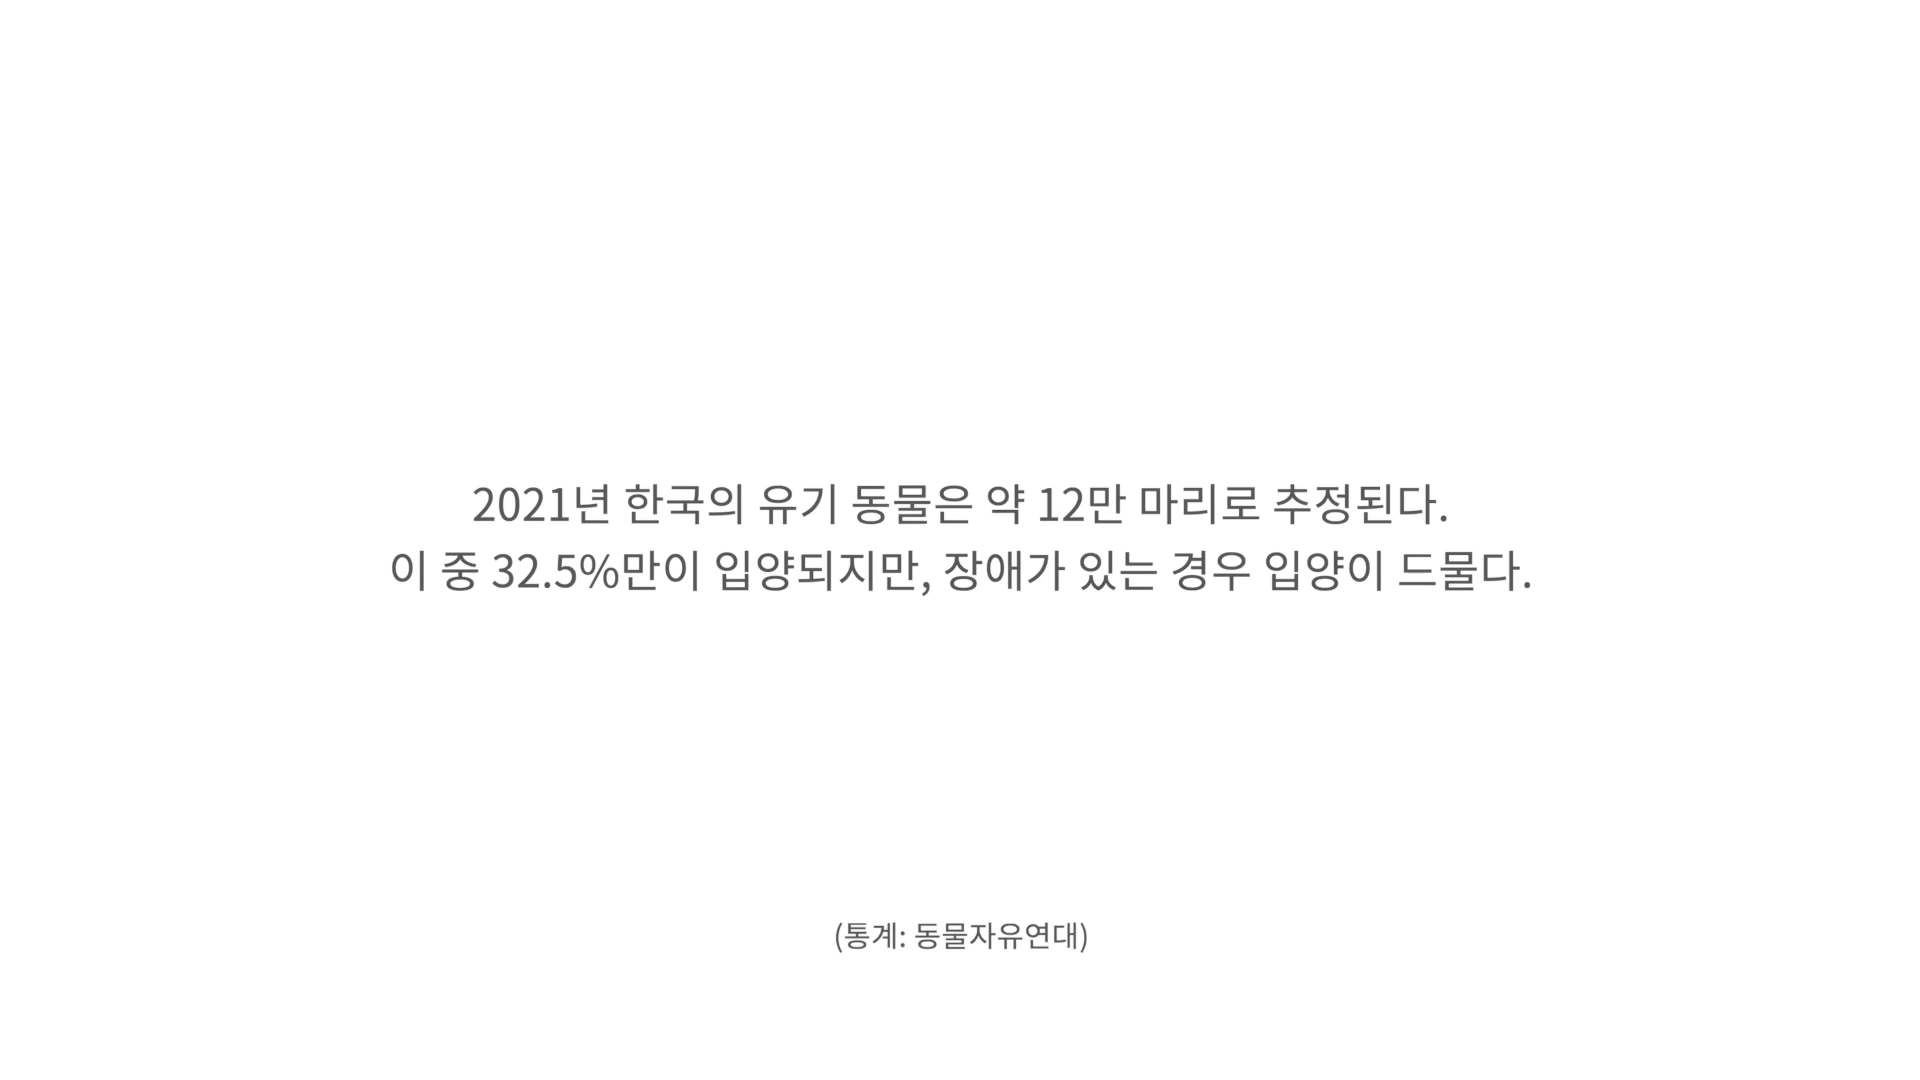 2021년 한국의 유기 동물은 약 12만 마리로 추정된다.
이 중 32.5%만이 입양되지만, 장애가 있는 경우 입양이 드물다.
(통계: 동물자유연대)